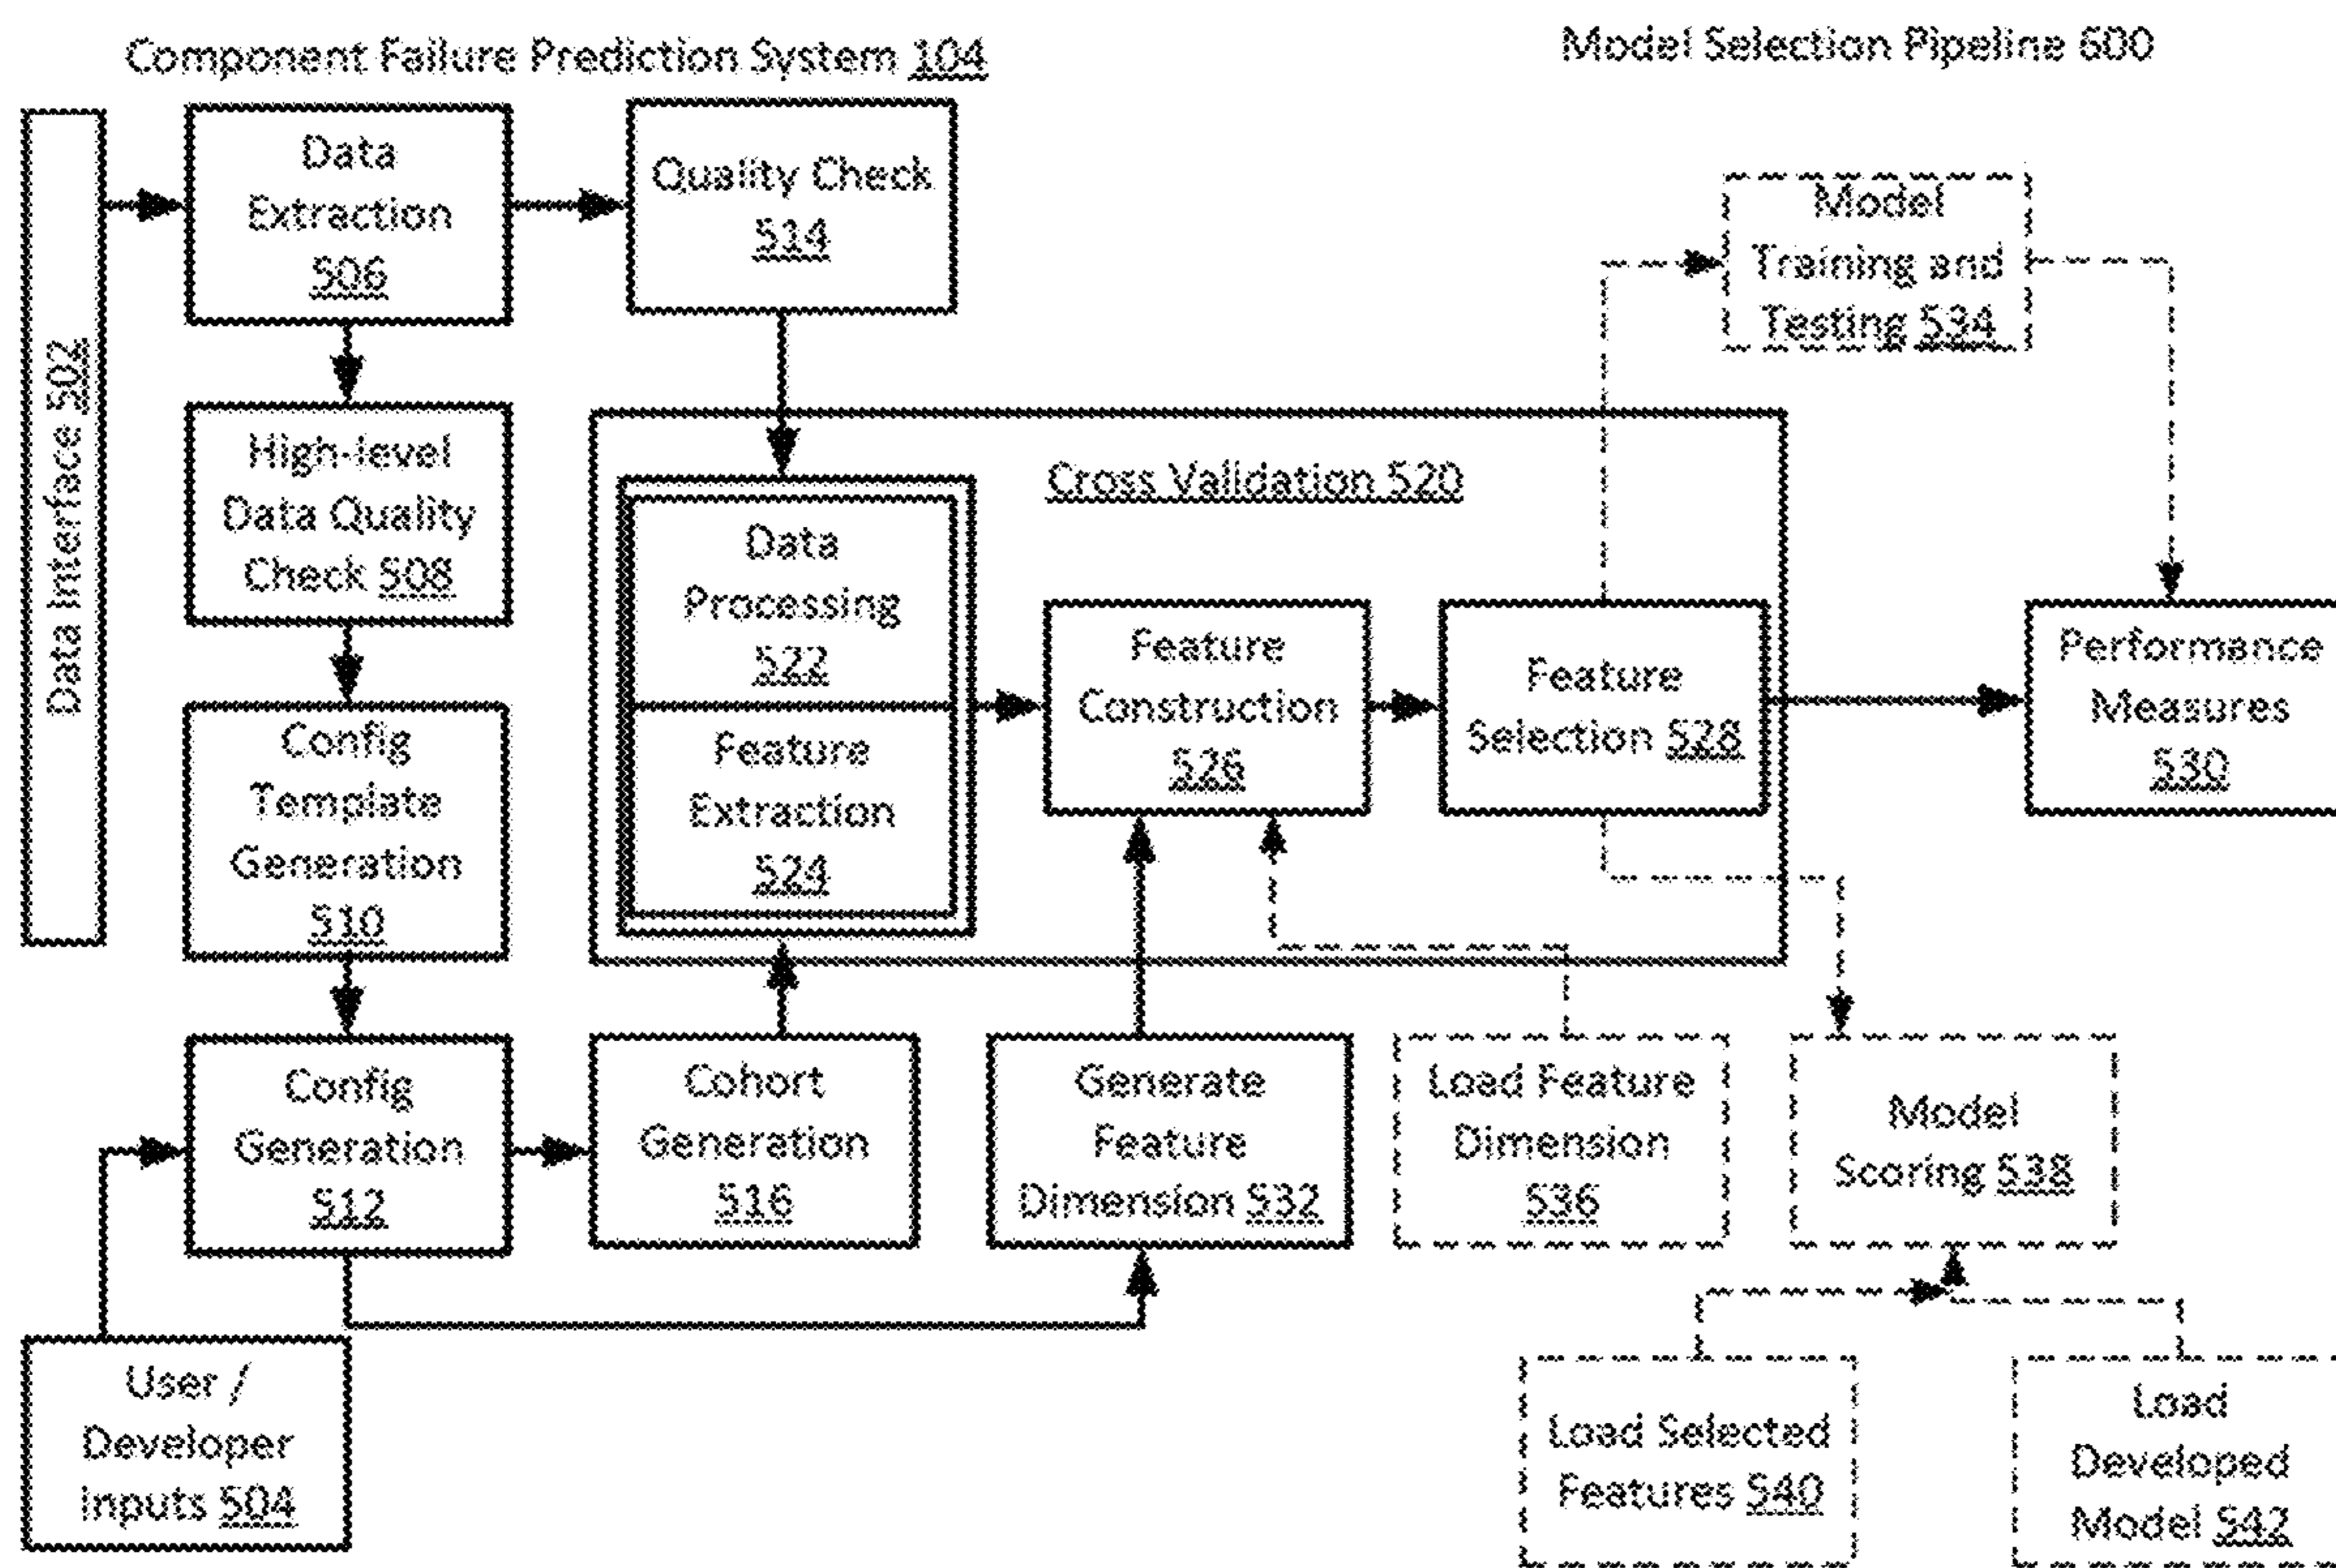 Component Failure Prediction System 104
Model Selection Pipeline 600
Data Interface 502
Data
Extraction
506
Quality Check
514
Model
Training and
Testing 534
High-level
Data Quality
Check 508
Cross Validation 520
Data
Processing
522
Feature
Extraction
524
Feature
Construction
526
Feature
Selection 528
Performance
Measures
530
Config
Template
Generation
510
Config
Generation
512
Cohort
Generation
516
Generate
Feature
Dimension 532
Load Feature
Dimension
536
Model
Scoring 538
User /
Developer
Inputs 504
Load Selected
Features 540
Load
Developed
Model 542